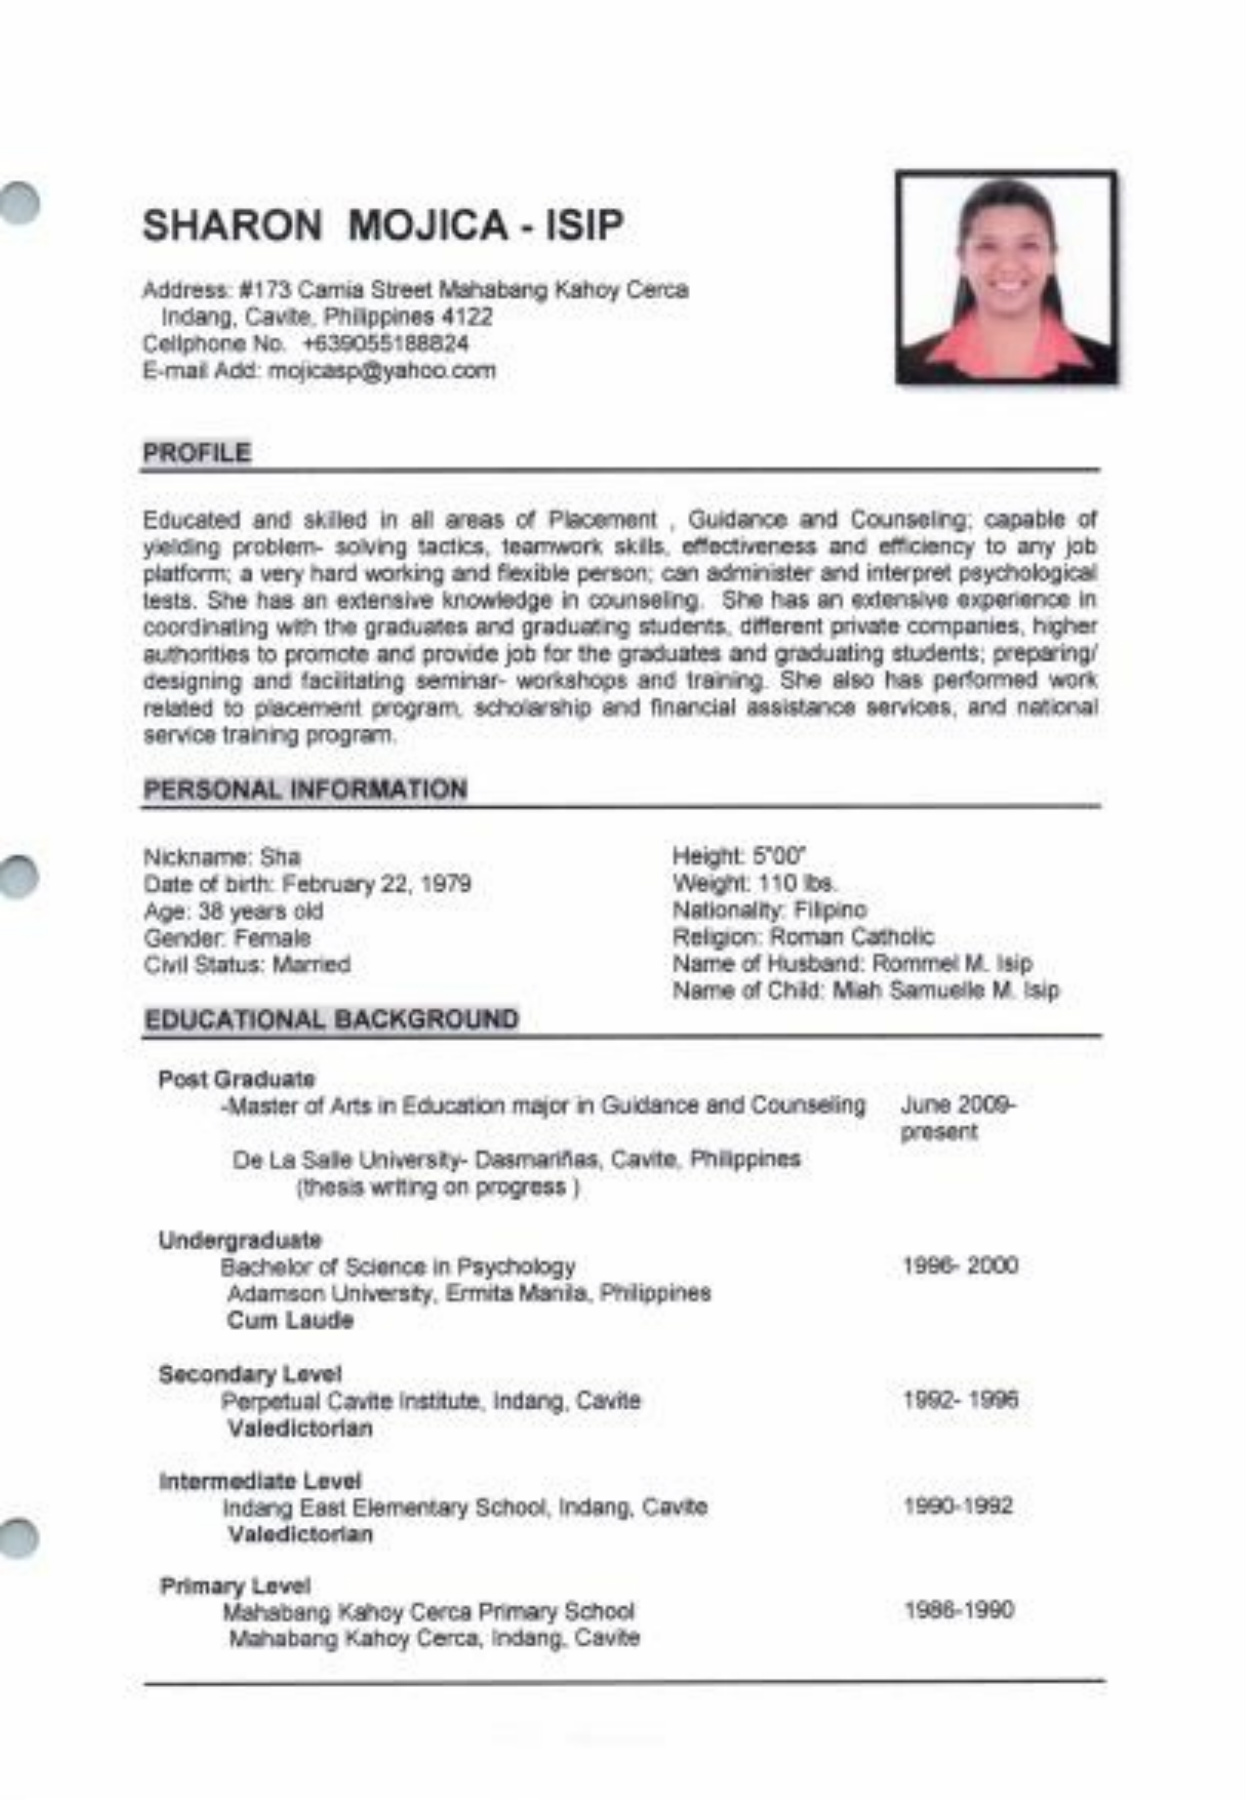 SHARON MOJICA - ISIP
Address: #173 Camia Street Mahabang Kahoy Cerca
Indang, Cavite, Philippines 4122
Cellphone No. +639055188824
E-mail Add: mojicasp@yahoo.com
PROFILE
Educated and skilled in all areas of Placement , Guidance and Counseling; capable of
yielding problem- solving tactics, teamwork skills, effectiveness and efficiency to any job
platform; a very hard working and flexible person; can administer and interpret psychological
tests. She has an extensive knowledge in counseling. She has an extensive experience in
coordinating with the graduates and graduating students, different private companies, higher
authorities to promote and provide job for the graduates and graduating students; preparing/
designing and facilitating seminar- workshops and training. She also has performed work
related to placement program, scholarship and financial assistance services, and national
service training program.
PERSONAL INFORMATION
Nickname: Sha
Date of birth: February 22, 1979
Age: 38 years old
Gender: Female
Civil Status: Married
Height: 5"00"
Weight: 110 lbs.
Nationality: Filipino
Religion: Roman Catholic
Name of Husband: Rommel M. Isip
Name of Child: Miah Samuelle M. Isip
EDUCATIONAL BACKGROUND
Post Graduate
-Master of Arts in Education major in Guidance and Counseling June 2009-
present
De La Salle University- Dasmariñas, Cavite, Philippines
(thesis writing on progress )
Undergraduate
Bachelor of Science in Psychology 1996- 2000
Adamson University, Ermita Manila, Philippines
Cum Laude
Secondary Level
Perpetual Cavite Institute, Indang, Cavite 1992- 1996
Valedictorian
Intermediate Level
Indang East Elementary School, Indang, Cavite 1990-1992
Valedictorian
Primary Level
Mahabang Kahoy Cerca Primary School 1986-1990
Mahabang Kahoy Cerca, Indang, Cavite